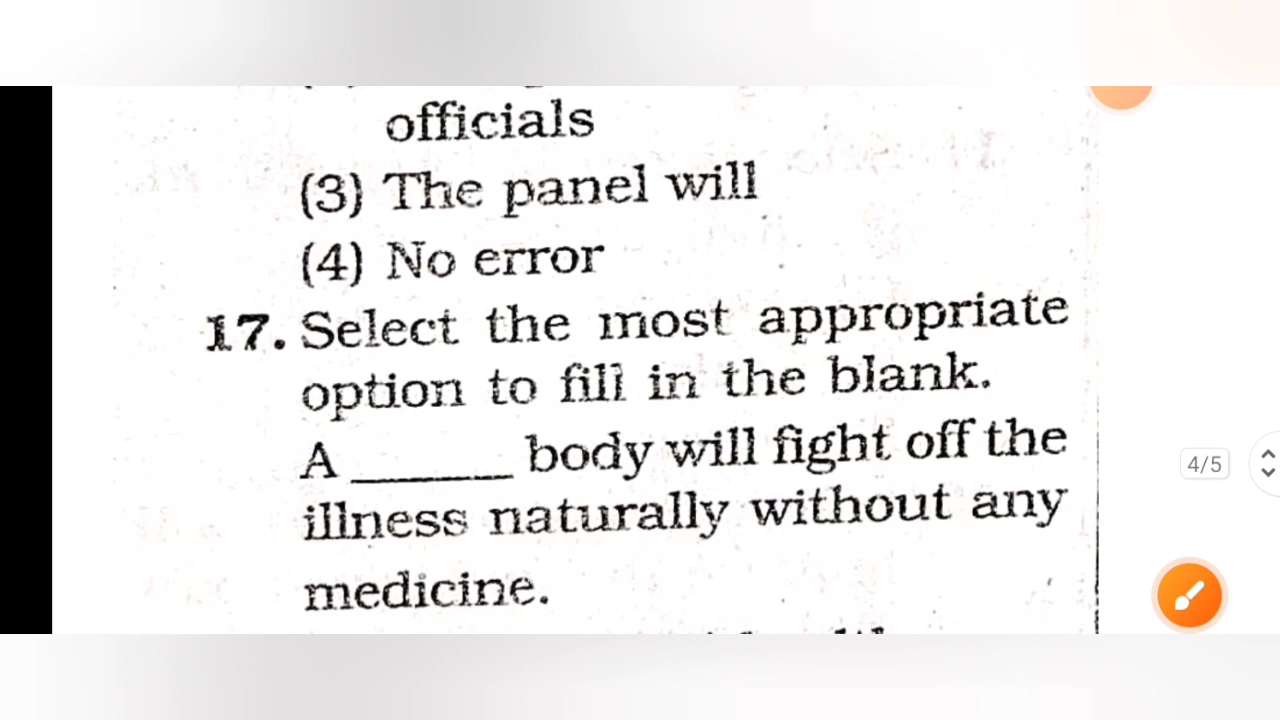 officials
(3) The panel will
(4) No error
17. Select the most appropriate
option to fill in the blank.
A ______ body will fight off the
illness naturally without any
medicine.
4/5